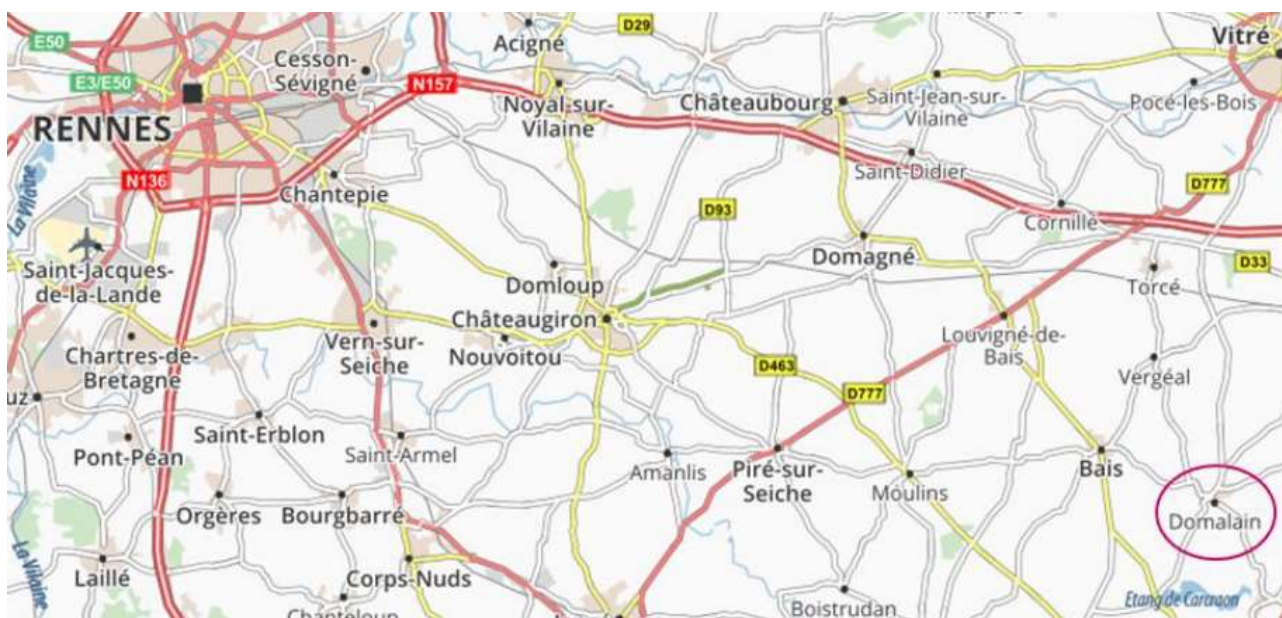 E50
E3/E50
RENNES
N136
La Vilaine
Cesson-
Sévigné
N157
Chantepie
Acigné
D29
Noyal-sur-
Vilaine
Châteaubourg
Saint-Jean-sur-
Vilaine
Saint-Didier
Vitré
Pocé-les-Bois
D777
Cornillé
D33
Torcé
D93
Domagné
Saint-Jacques-
de-la-Lande
Domloup
Châteaugiron
Nouvoitou
Vern-sur-
Seiche
Chartres-de-
Bretagne
uz
Louvigné-de-
Bais
Vergéal
D463
D777
Saint-Erblon
Pont-Péan
Saint-Armel
Amanlis
Piré-sur-
Seiche
Moulins
Bais
Domalain
Orgères
Bourgbarré
La Vilaine
Laillé
Corps-Nuds
Chanteloup
Boistrudan
Etang de Carcraon